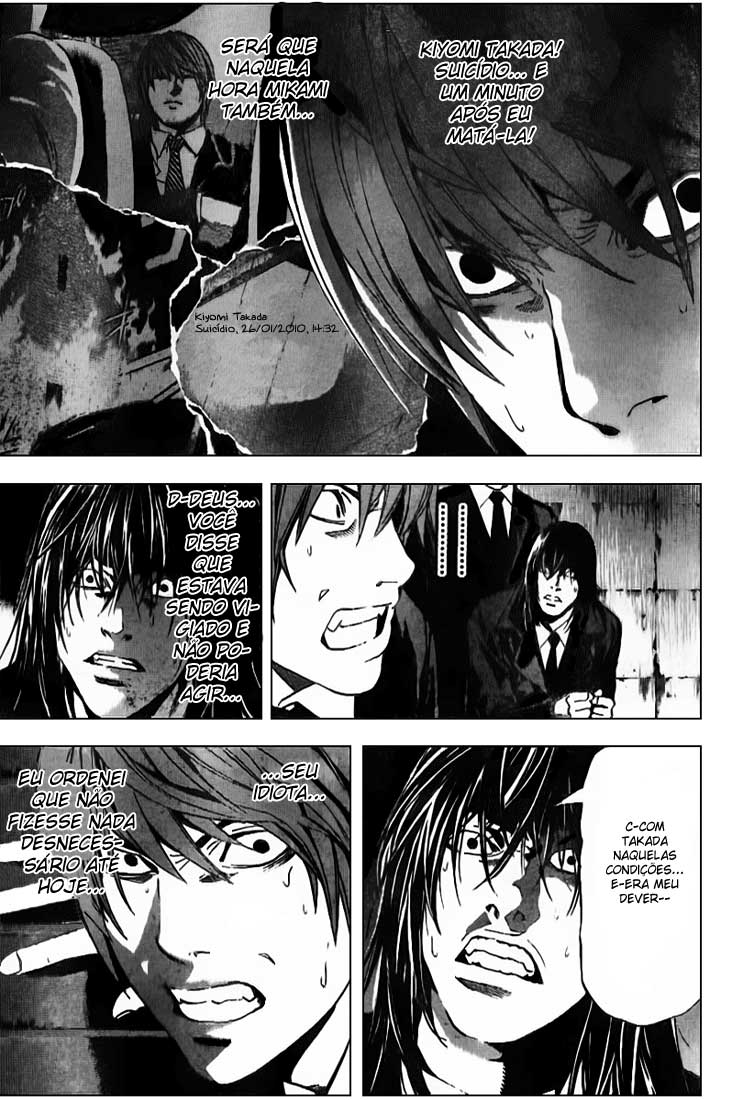 KIYOMI TAKADA!
SUICÍDIO... E
UM MINUTO
APÓS EU
MATÁ-LA!
SERÁ QUE
NAQUELA
HORA MIKAMI
TAMBÉM...
Kiyomi Takada
Suicídio, 26/01/2010, 14:32
D-DEUS...
VOCÊ
DISSE
QUE
ESTAVA
SENDO VI-
GIADO E
NÃO PO-
DERIA
AGIR...
C-COM
TAKADA
NAQUELAS
CONDIÇÕES...
E-ERA MEU
DEVER--
...SEU
IDIOTA...
EU ORDENEI
QUE NÃO
FIZESSE NADA
DESNECES-
SÁRIO ATÉ
HOJE...